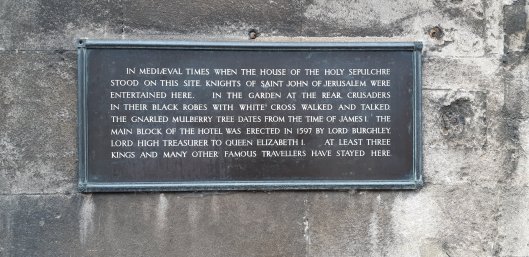 IN MEDIÆVAL TIMES WHEN THE HOUSE OF THE HOLY SEPULCHRE
STOOD ON THIS SITE KNIGHTS OF SAINT JOHN OF JERUSALEM WERE
ENTERTAINED HERE. IN THE GARDEN AT THE REAR CRUSADERS
IN THEIR BLACK ROBES WITH WHITE CROSS WALKED AND TALKED.
THE GNARLED MULBERRY TREE DATES FROM THE TIME OF JAMES I. THE
MAIN BLOCK OF THE HOTEL WAS ERECTED IN 1597 BY LORD BURGHLEY,
LORD HIGH TREASURER TO QUEEN ELIZABETH I. AT LEAST THREE
KINGS AND MANY OTHER FAMOUS TRAVELLERS HAVE STAYED HERE